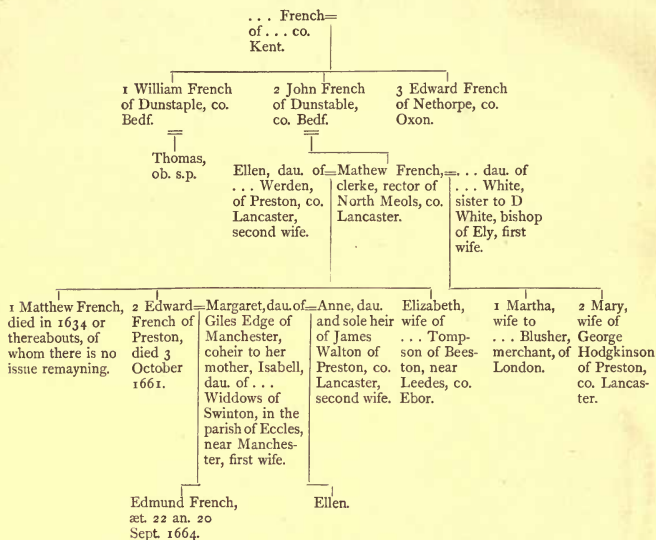 . . . French=
of . . . co.
Kent.
1 William French
of Dunstaple, co.
Bedf.
=
2 John French
of Dunstable,
co. Bedf.
=
3 Edward French
of Nethorpe, co.
Oxon.
Thomas,
ob. s.p.
Ellen, dau. of=
. . . Werden,
of Preston, co.
Lancaster,
second wife.
Mathew French,=
clerke, rector of
North Meols, co.
Lancaster.
. . . dau. of
. . . White,
sister to D
White, bishop
of Ely, first
wife.
1 Matthew French,
died in 1634 or
thereabouts, of
whom there is no
issue remayning.
2 Edward=
French of
Preston,
died 3
October
1661.
Margaret, dau. of=
Giles Edge of
Manchester,
coheir to her
mother, Isabell,
dau. of . . .
Widdows of
Swinton, in the
parish of Eccles,
near Manches-
ter, first wife.
Anne, dau.
and sole heir
of James
Walton of
Preston, co.
Lancaster,
second wife.
Elizabeth,
wife of
. . . Tomp-
son of Bees-
ton, near
Leedes, co.
Ebor.
1 Martha,
wife to
. . . Blusher,
merchant, of
London.
2 Mary,
wife of
George
Hodgkinson
of Preston,
co. Lancas-
ter.
Edmund French,
æt. 22 an. 20
Sept. 1664.
Ellen.